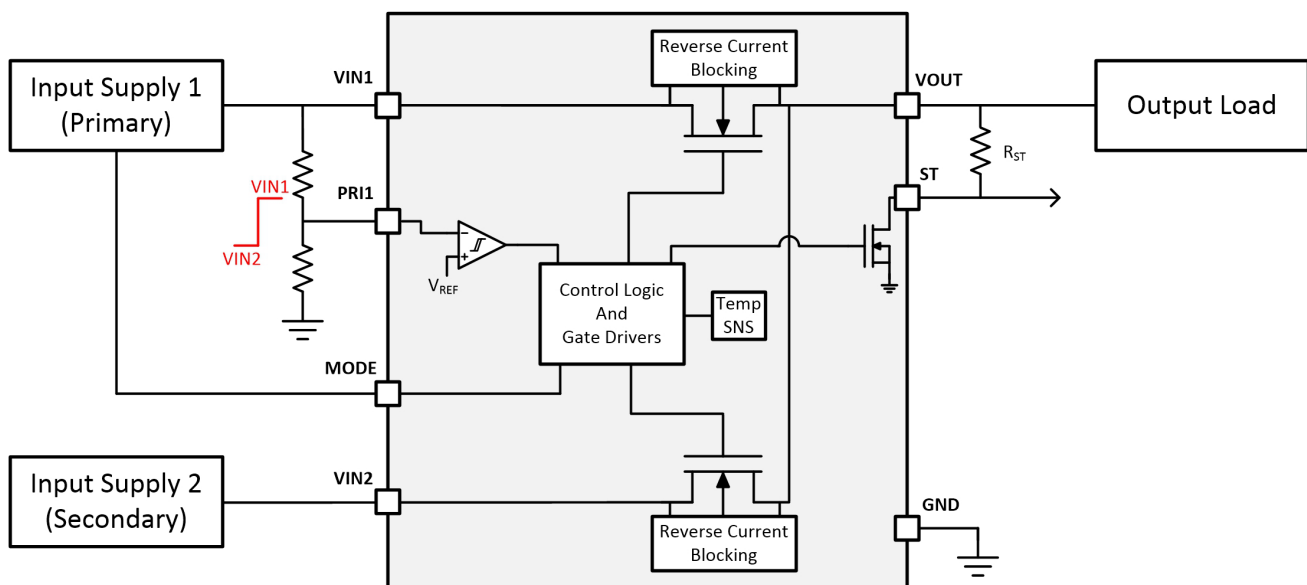 Reverse Current
Blocking
Input Supply 1
(Primary)
VIN1
VOUT
Output Load
RST
VIN1
PRI1
ST
VIN2
−
+
VREF
Control Logic
And
Gate Drivers
Temp
SNS
MODE
Input Supply 2
(Secondary)
VIN2
GND
Reverse Current
Blocking